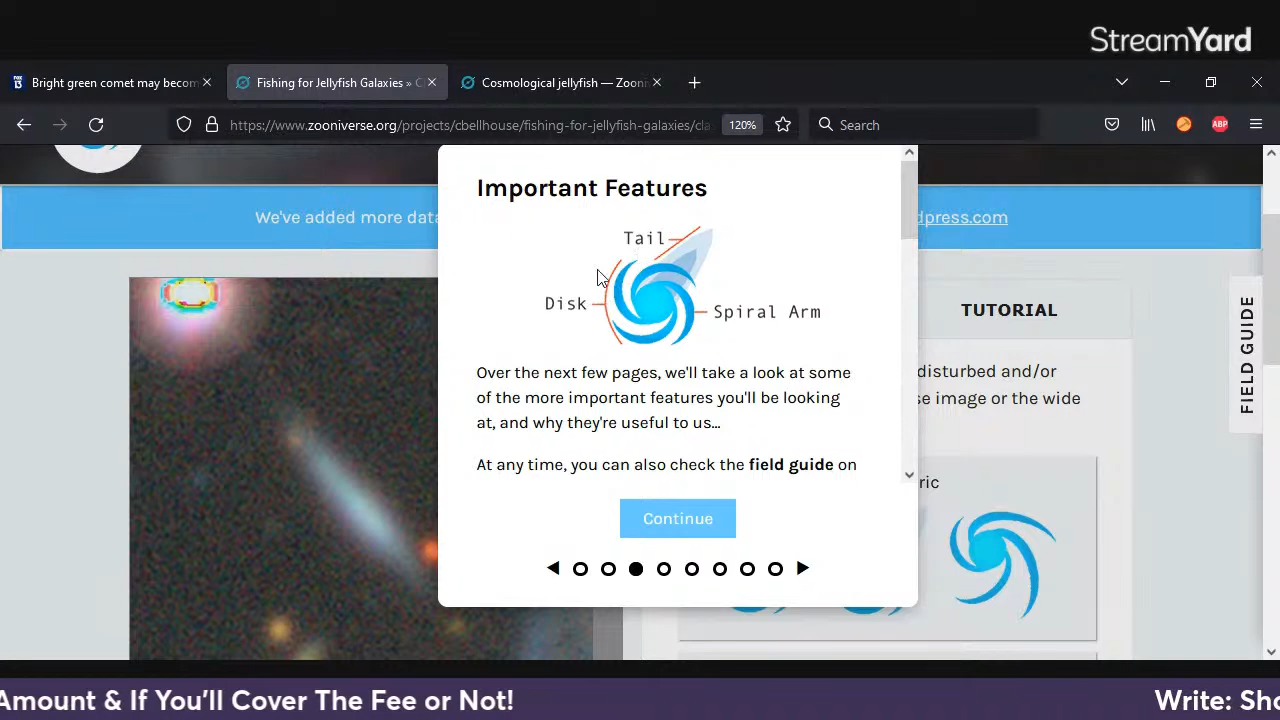 StreamYard
Bright green comet may becom
Fishing for Jellyfish Galaxies » C
Cosmological jellyfish — Zoon
https://www.zooniverse.org/projects/cbellhouse/fishing-for-jellyfish-galaxies/cla
120%
Search
ABP
Important Features
We've added more data
dpress.com
Tail
Disk
Spiral Arm
TUTORIAL
FIELD GUIDE
Over the next few pages, we'll take a look at some
of the more important features you'll be looking
at, and why they're useful to us...
disturbed and/or
se image or the wide
At any time, you can also check the field guide on
ric
Continue
Amount & If You'll Cover The Fee or Not!
Write: Sho